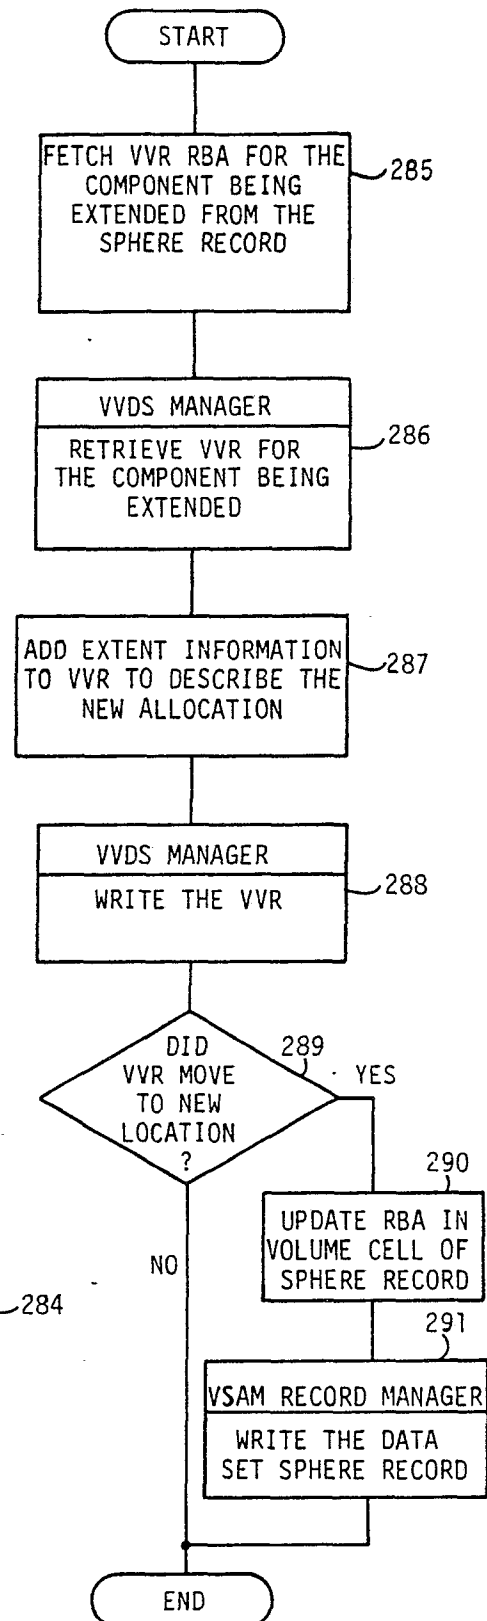 START
FETCH VVR RBA FOR THE
COMPONENT BEING
EXTENDED FROM THE
SPHERE RECORD
285
VVDS MANAGER
RETRIEVE VVR FOR
THE COMPONENT BEING
EXTENDED
286
ADD EXTENT INFORMATION
TO VVR TO DESCRIBE THE
NEW ALLOCATION
287
VVDS MANAGER
WRITE THE VVR
288
DID
VVR MOVE
TO NEW
LOCATION
?
289
YES
290
UPDATE RBA IN
VOLUME CELL OF
SPHERE RECORD
NO
284
291
VSAM RECORD MANAGER
WRITE THE DATA
SET SPHERE RECORD
END